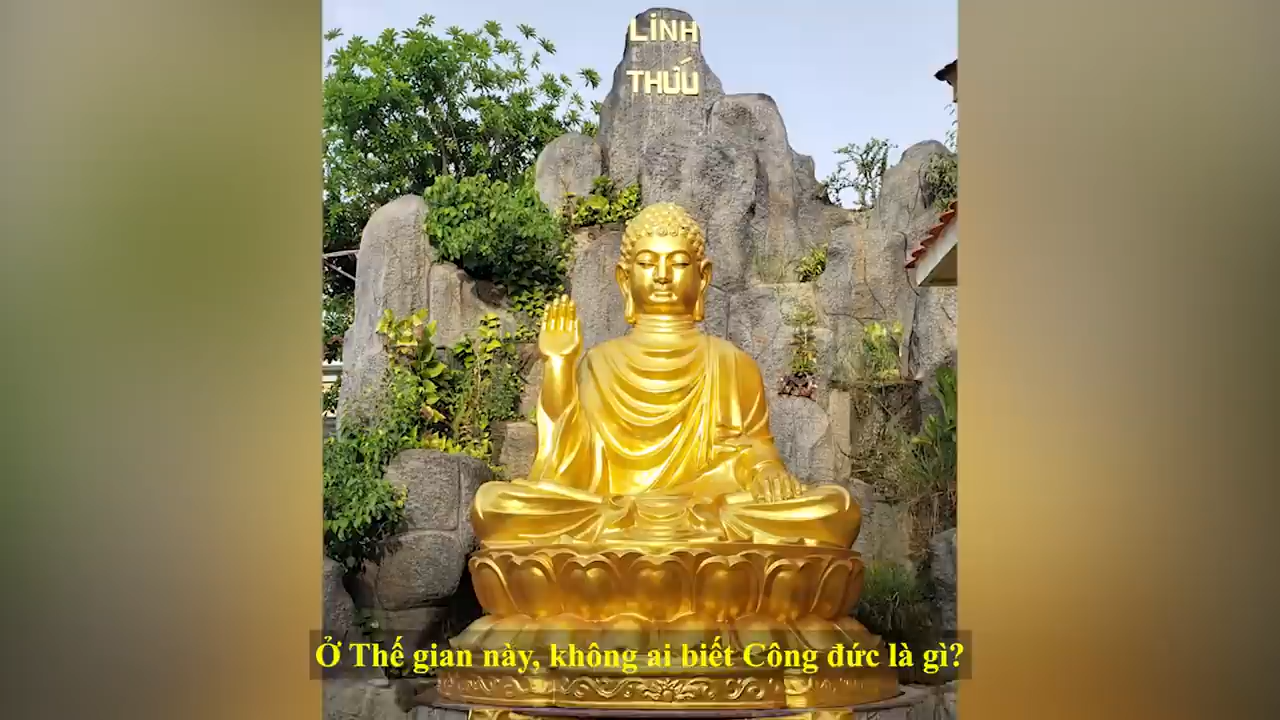 LINH
THỨU
Ở Thế gian này, không ai biết Công đức là gì?